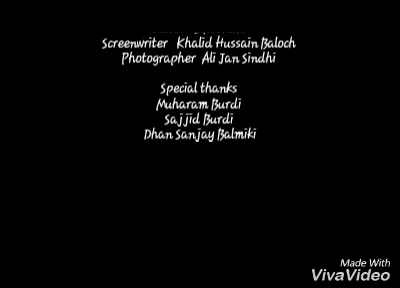 Screenwriter Khalid Hussain Baloch
Photographer Ali Jan Sindhi
Special thanks
Muharam Burdi
Sajjid Burdi
Dhan Sanjay Balmiki
Made With
VivaVideo